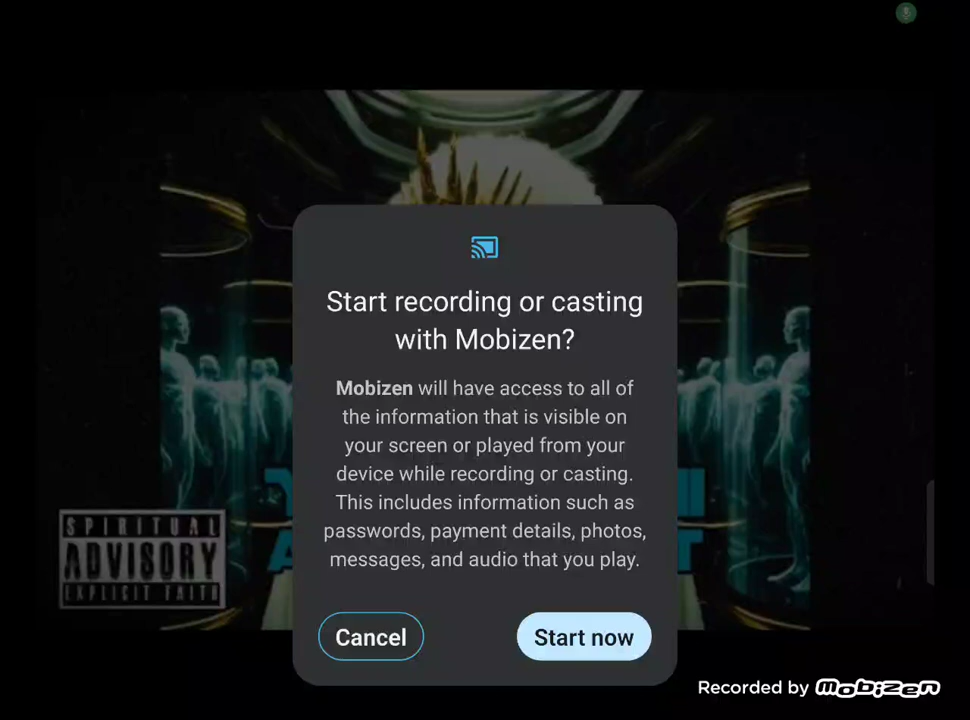 Start recording or casting
with Mobizen?
Mobizen will have access to all of
the information that is visible on
your screen or played from your
device while recording or casting.
This includes information such as
passwords, payment details, photos,
messages, and audio that you play.
Cancel
Start now
SPIRITUAL
ADVISORY
EXPLICIT FAITH
Recorded by mobizen